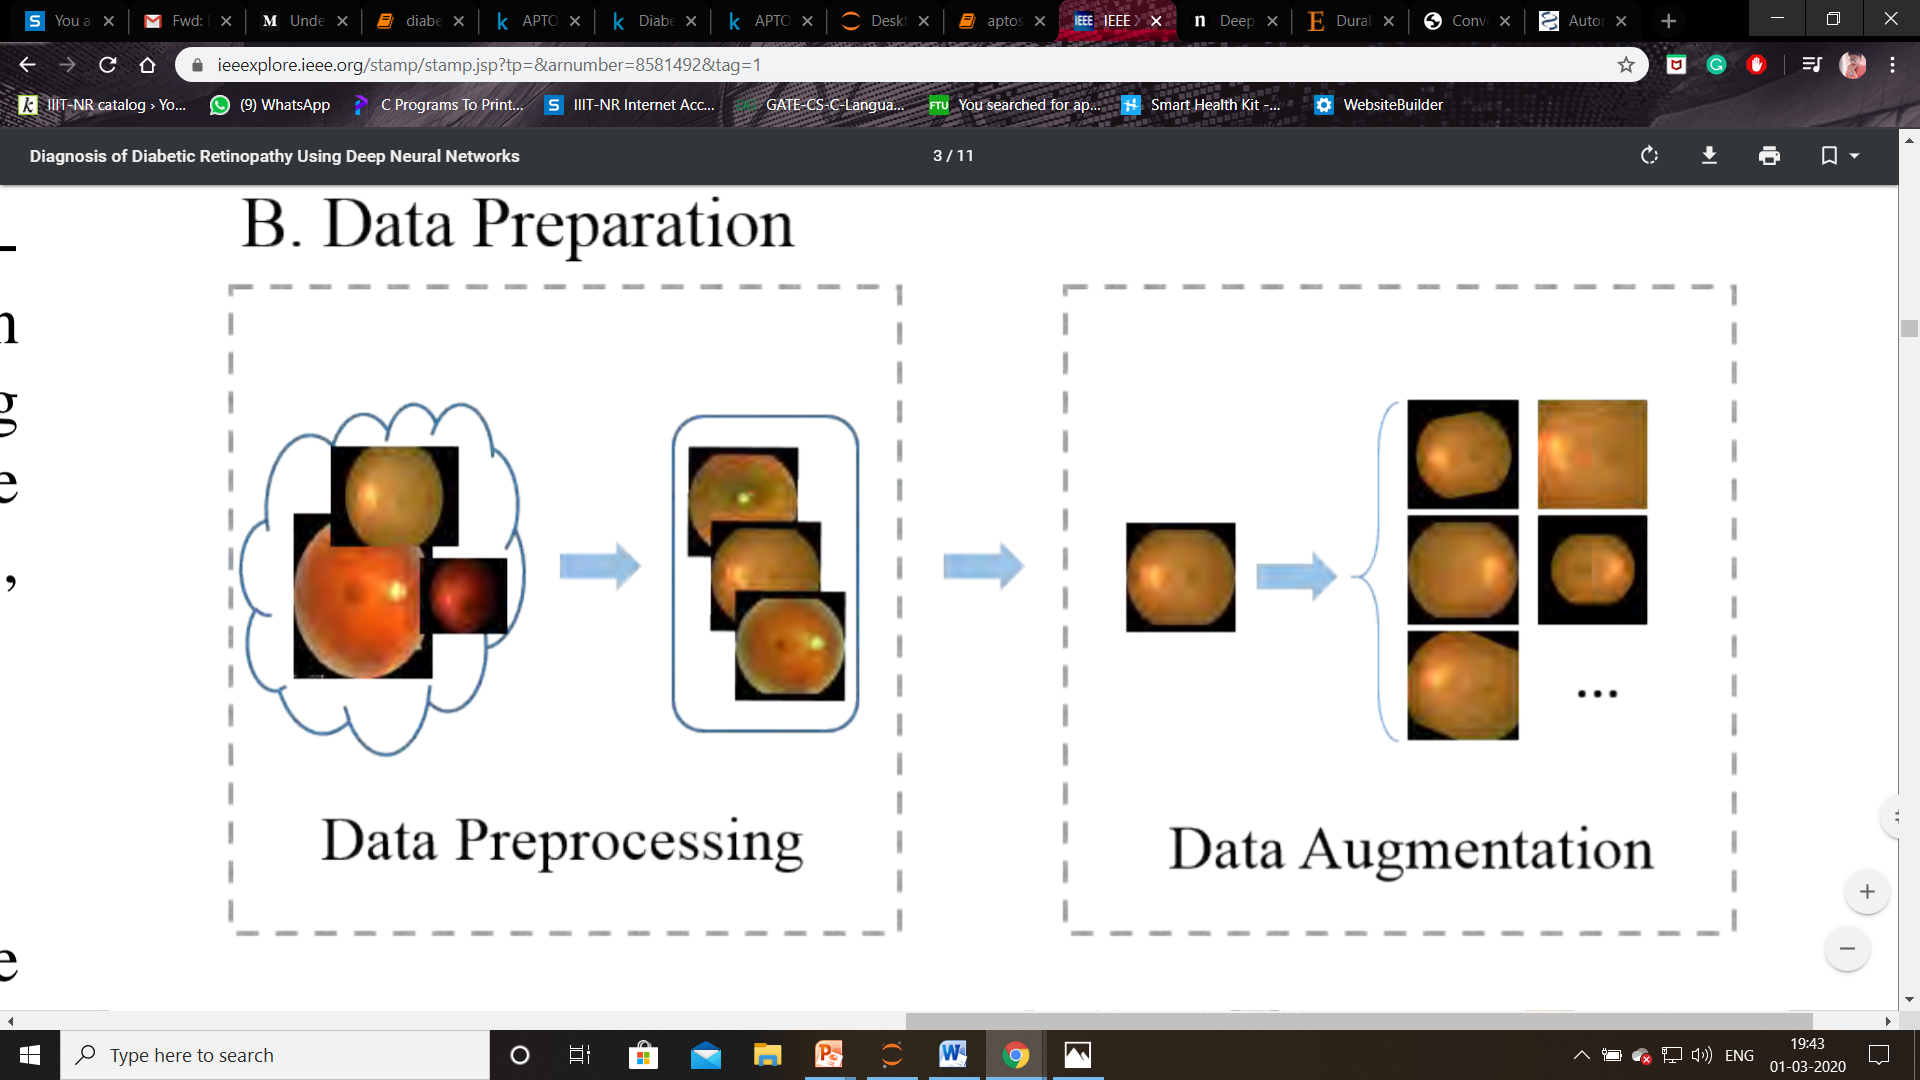 You a
Fwd:
Unde
diabe
APTO
Diabe
APTO
Deskt
aptos
IEEE X
Deep
Dural
Conv
Autor
ieeexplore.ieee.org/stamp/stamp.jsp?tp=&arnumber=8581492&tag=1
IIIT-NR catalog › Yo...
(9) WhatsApp
C Programs To Print...
IIIT-NR Internet Acc...
GATE-CS-C-Langua...
FTU You searched for ap...
Smart Health Kit -...
WebsiteBuilder
Diagnosis of Diabetic Retinopathy Using Deep Neural Networks
3 / 11
B. Data Preparation
Data Preprocessing
Data Augmentation
...
Type here to search
ENG
19:43
01-03-2020